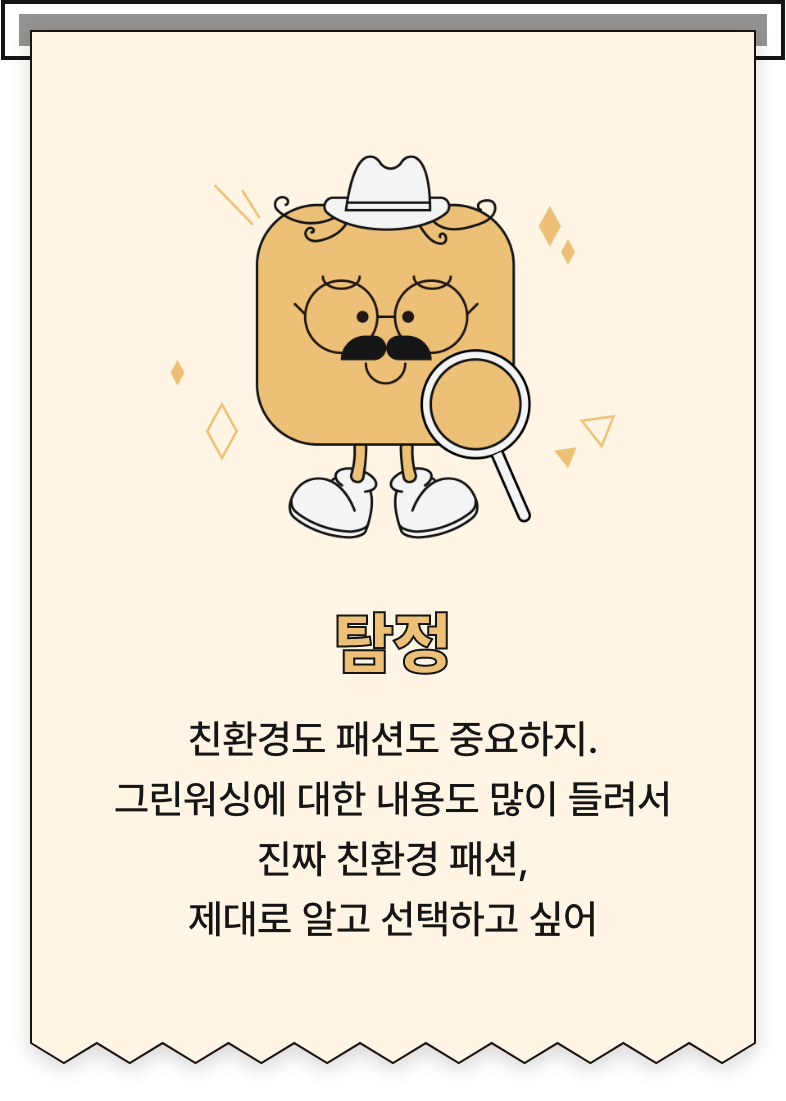 탐정
친환경도 패션도 중요하지.
그린워싱에 대한 내용도 많이 들려서
진짜 친환경 패션,
제대로 알고 선택하고 싶어